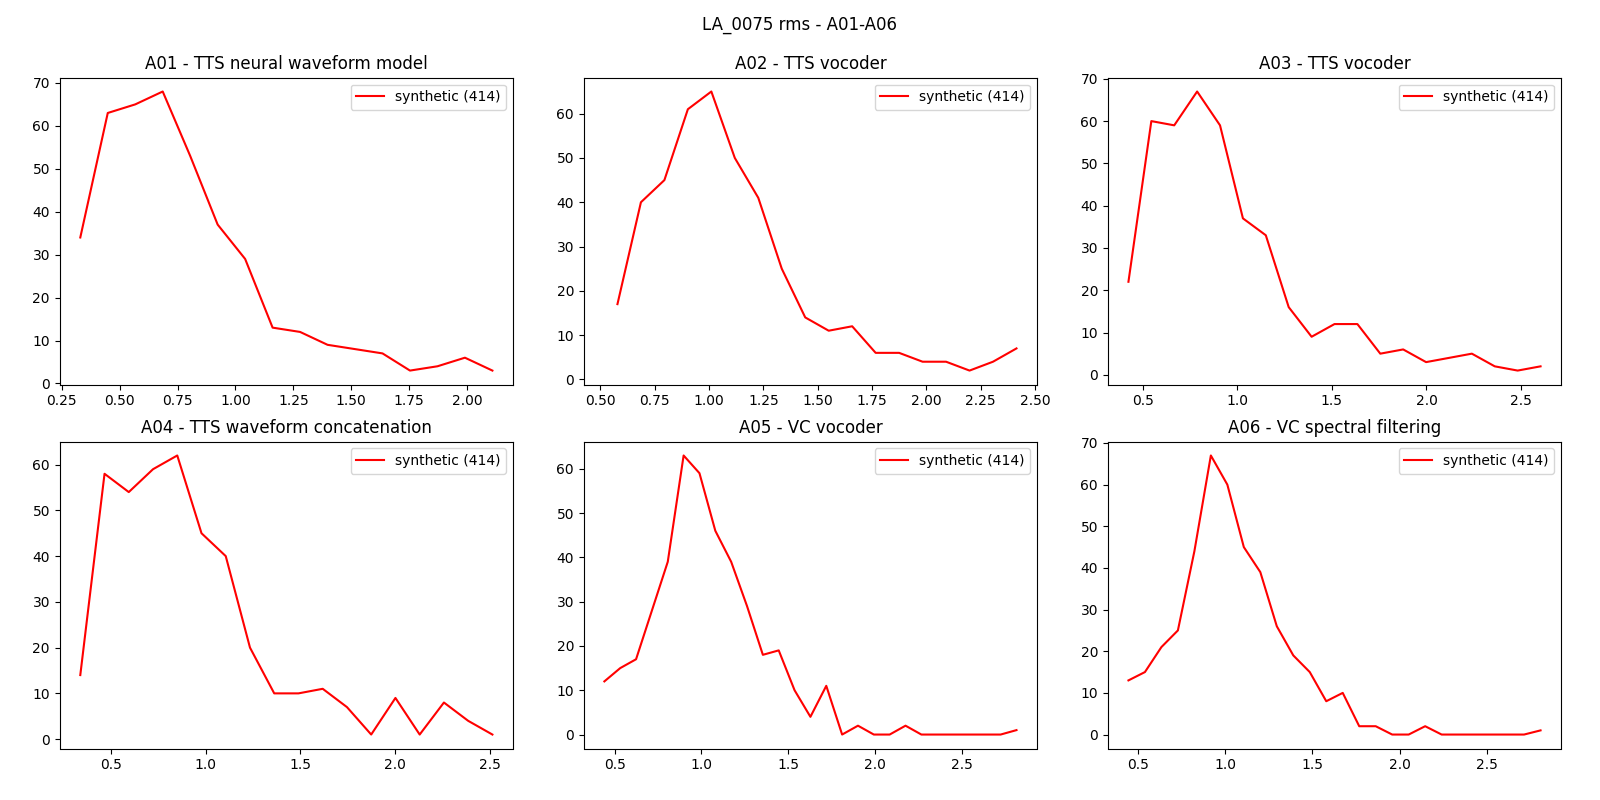 LA_0075 rms - A01-A06
A01 - TTS neural waveform model
synthetic (414)
70
60
50
40
30
20
10
0
0.25 0.50 0.75 1.00 1.25 1.50 1.75 2.00
A02 - TTS vocoder
synthetic (414)
60
50
40
30
20
10
0
0.50 0.75 1.00 1.25 1.50 1.75 2.00 2.25 2.50
A03 - TTS vocoder
synthetic (414)
70
60
50
40
30
20
10
0
0.5 1.0 1.5 2.0 2.5
A04 - TTS waveform concatenation
synthetic (414)
60
50
40
30
20
10
0
0.5 1.0 1.5 2.0 2.5
A05 - VC vocoder
synthetic (414)
60
50
40
30
20
10
0
0.5 1.0 1.5 2.0 2.5
A06 - VC spectral filtering
synthetic (414)
70
60
50
40
30
20
10
0
0.5 1.0 1.5 2.0 2.5